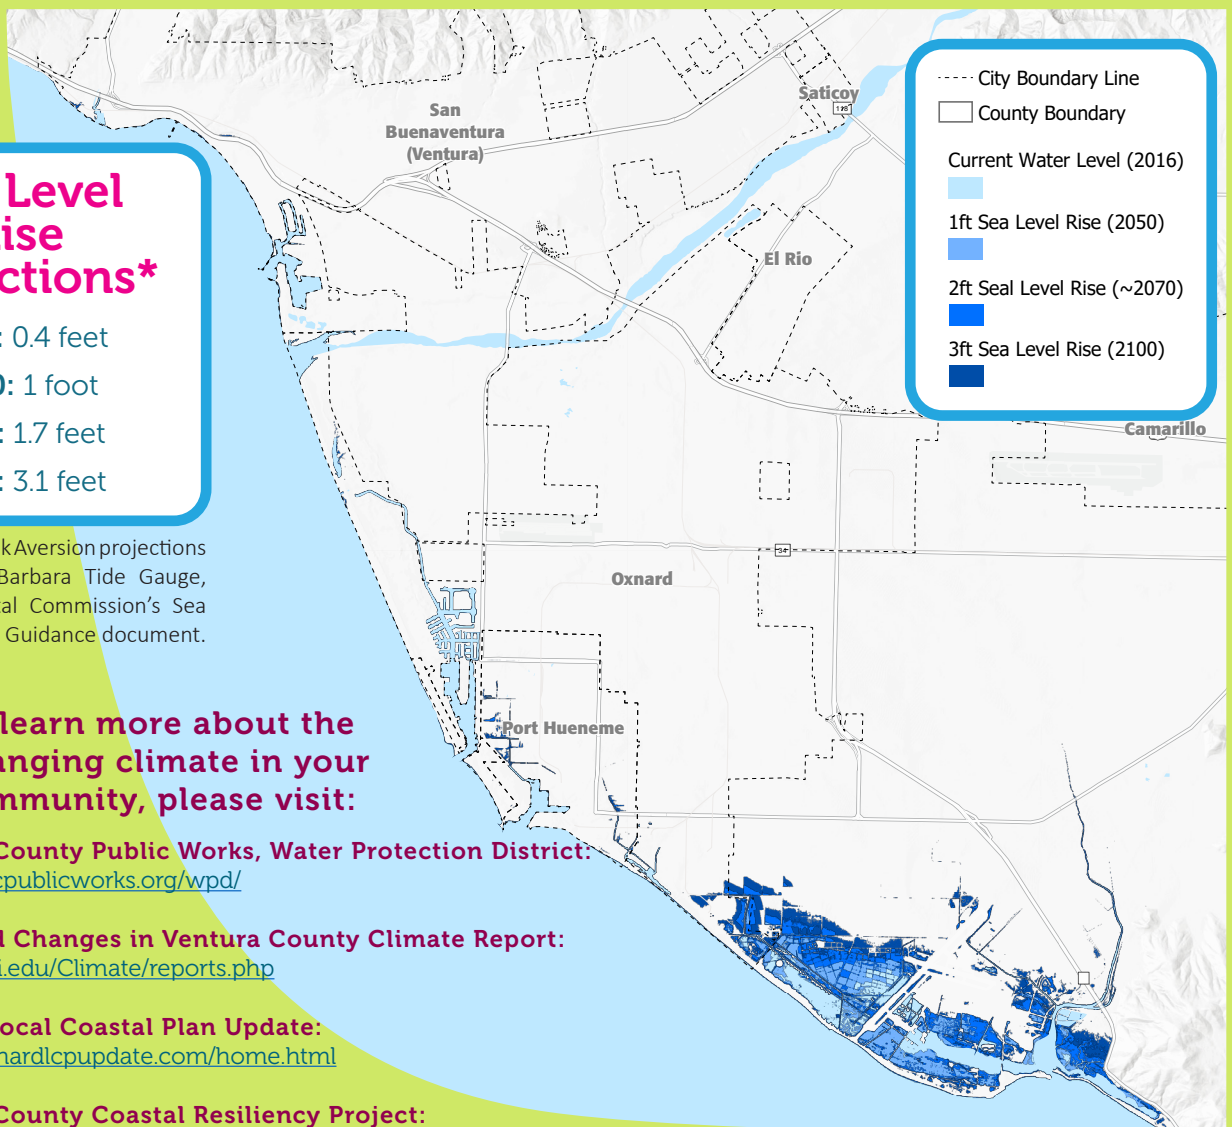 Level
ise
ctions*
: 0.4 feet
0: 1 foot
: 1.7 feet
: 3.1 feet
k Aversion projections
Barbara Tide Gauge,
tal Commission's Sea
Guidance document.
learn more about the
anging climate in your
mmunity, please visit:
County Public Works, Water Protection District:
cpublicworks.org/wpd/
l Changes in Ventura County Climate Report:
i.edu/Climate/reports.php
ocal Coastal Plan Update:
nardlcpupdate.com/home.html
County Coastal Resiliency Project:
San
Buenaventura
(Ventura)
Saticoy
118
El Rio
Camarillo
34
Oxnard
Port Hueneme
City Boundary Line
County Boundary
Current Water Level (2016)
1ft Sea Level Rise (2050)
2ft Seal Level Rise (~2070)
3ft Sea Level Rise (2100)